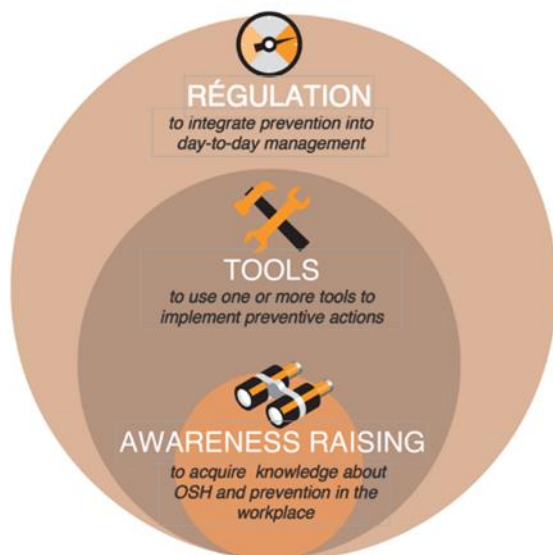 RÉGULATION
to integrate prevention into
day-to-day management
TOOLS
to use one or more tools to
implement preventive actions
AWARENESS RAISING
to acquire knowledge about
OSH and prevention in the
workplace